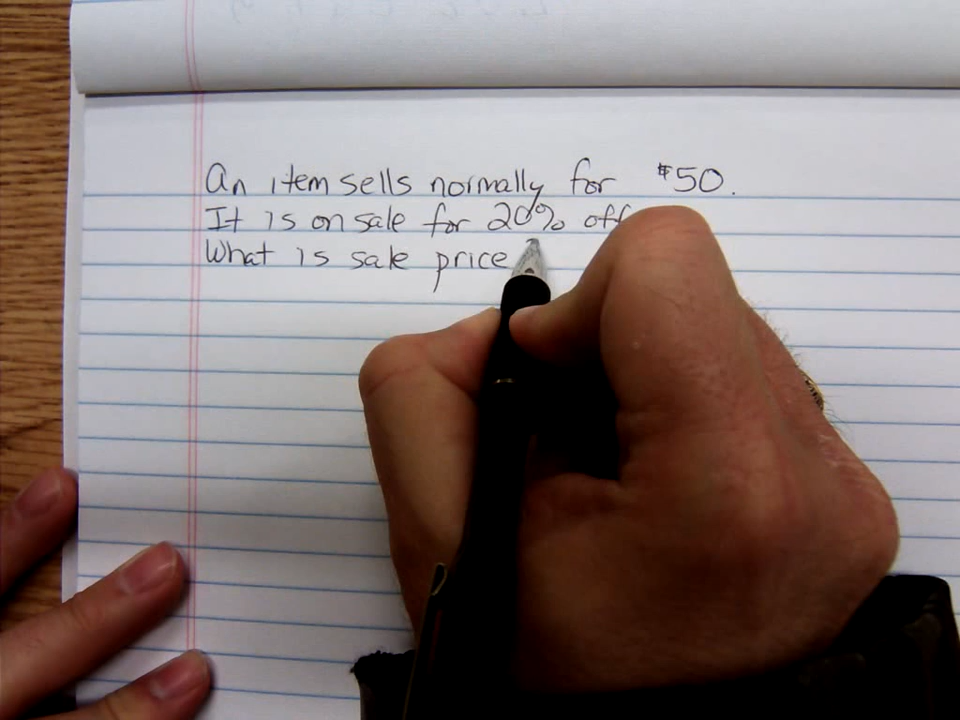 An item sells normally for $50.
It is on sale for 20% off
What is sale price